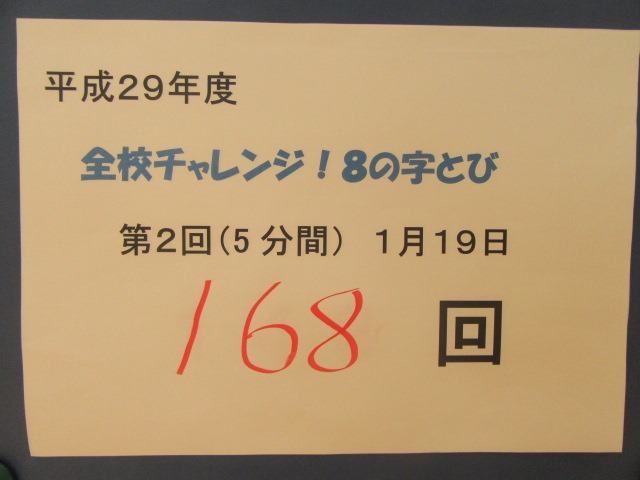 平成29年度
全校チャレンジ！8の字とび
第2回(5分間) 1月19日
168 回